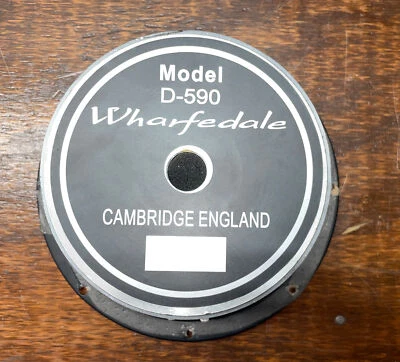 Model
D-590
Wharfedale
CAMBRIDGE ENGLAND